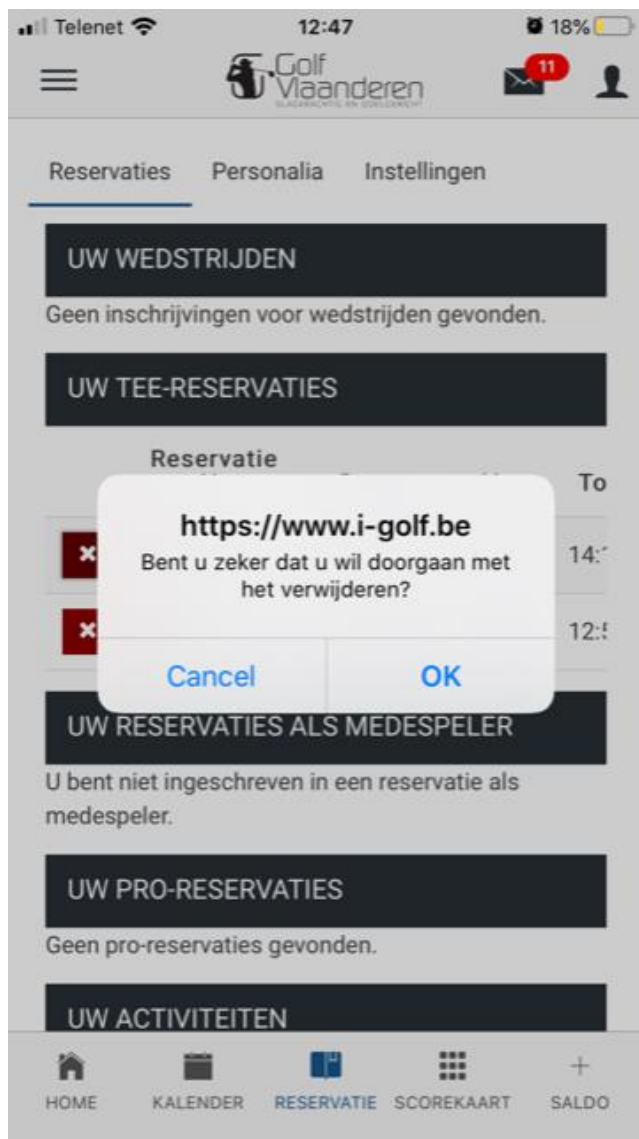 Telenet 12:47 18%
Golf
Vlaanderen
11
Reservaties Personalia Instellingen
UW WEDSTRIJDEN
Geen inschrijvingen voor wedstrijden gevonden.
UW TEE-RESERVATIES
Reservatie
To
https://www.i-golf.be
Bent u zeker dat u wil doorgaan met
het verwijderen?
Cancel OK
UW RESERVATIES ALS MEDESPELER
U bent niet ingeschreven in een reservatie als
medespeler.
UW PRO-RESERVATIES
Geen pro-reservaties gevonden.
UW ACTIVITEITEN
HOME KALENDER RESERVATIE SCOREKAART SALDO